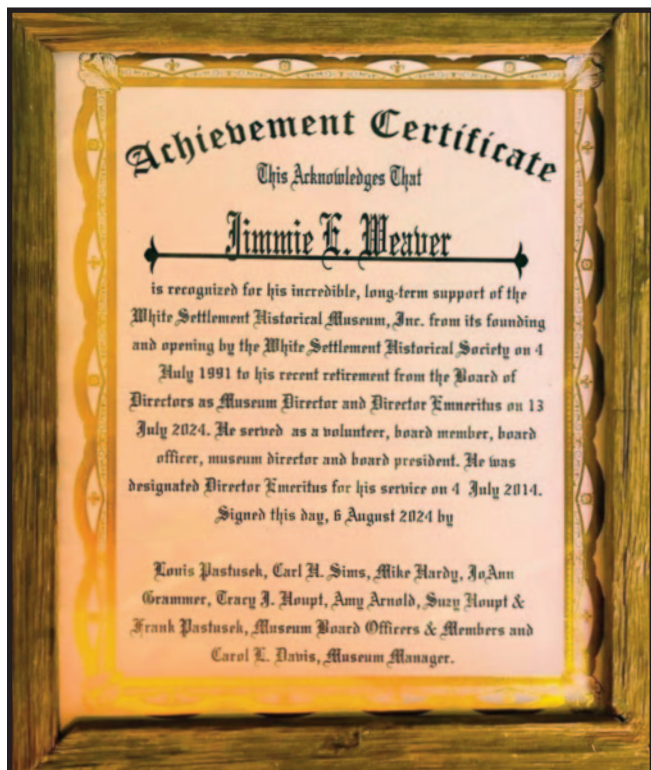 Achievement Certificate
This Acknowledges That
Jimmie E. Weaver
is recognized for his incredible, long-term support of the
White Settlement Historical Museum, Inc. from its founding
and opening by the White Settlement Historical Society on 4
Huly 1991 to his recent retirement from the Board of
Directors as Museum Director and Director Emneritus on 13
July 2024. He served as a volunteer, board member, board
officer, museum director and board president. He was
designated Director Emeritus for his service on 4 July 2014.
Signed this day, 6 August 2024 by
Louis Pastusek, Carl H. Sims, Mike Hardy, JoAnn
Grammer, Tracy J. Houpt, Amy Arnold, Suzy Houpt &
Frank Pastusek, Museum Board Officers & Members and
Carol L. Davis, Museum Manager.